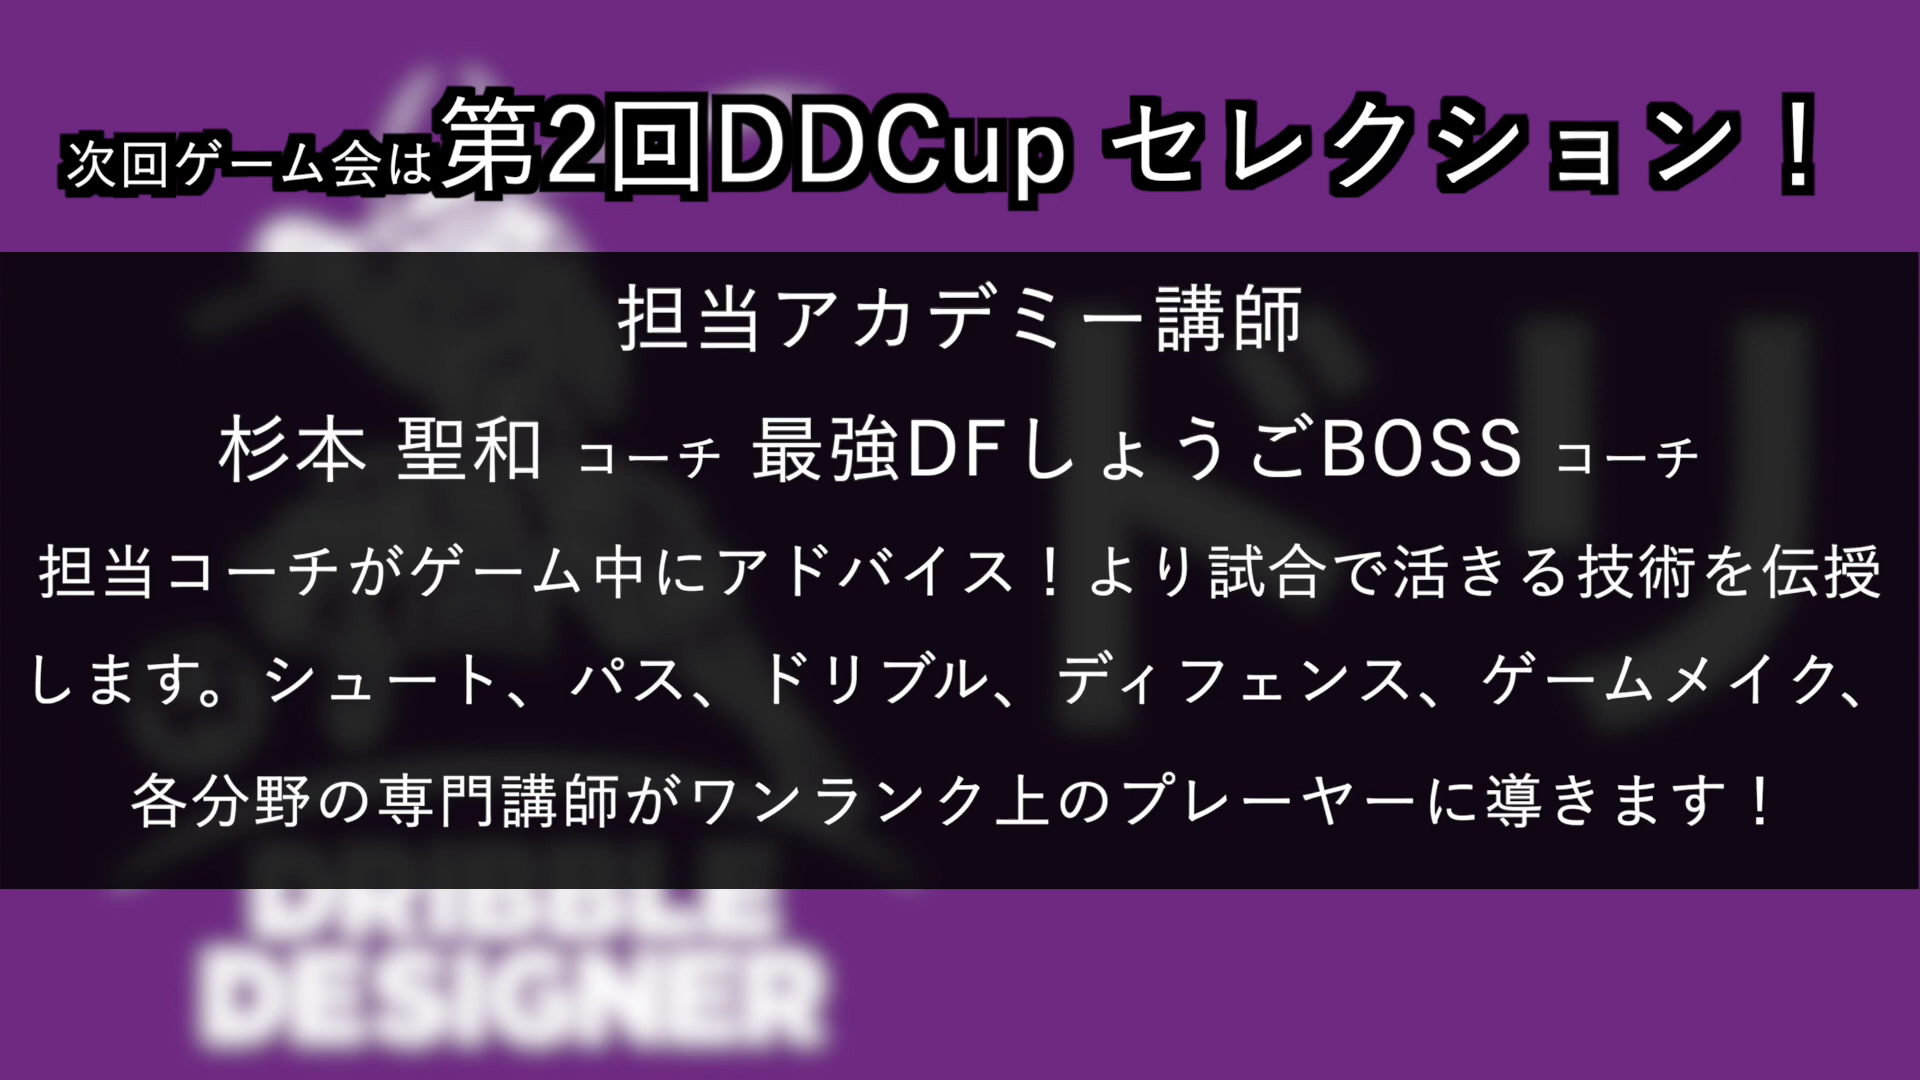 次回ゲーム会は第2回DDCup セレクション！
担当アカデミー講師
杉本 聖和 コーチ 最強DFしょうごBOSS コーチ
担当コーチがゲーム中にアドバイス！より試合で活きる技術を伝授
します。シュート、パス、ドリブル、ディフェンス、ゲームメイク、
各分野の専門講師がワンランク上のプレーヤーに導きます！
ドリ
DRIBBLE
DESIGNER